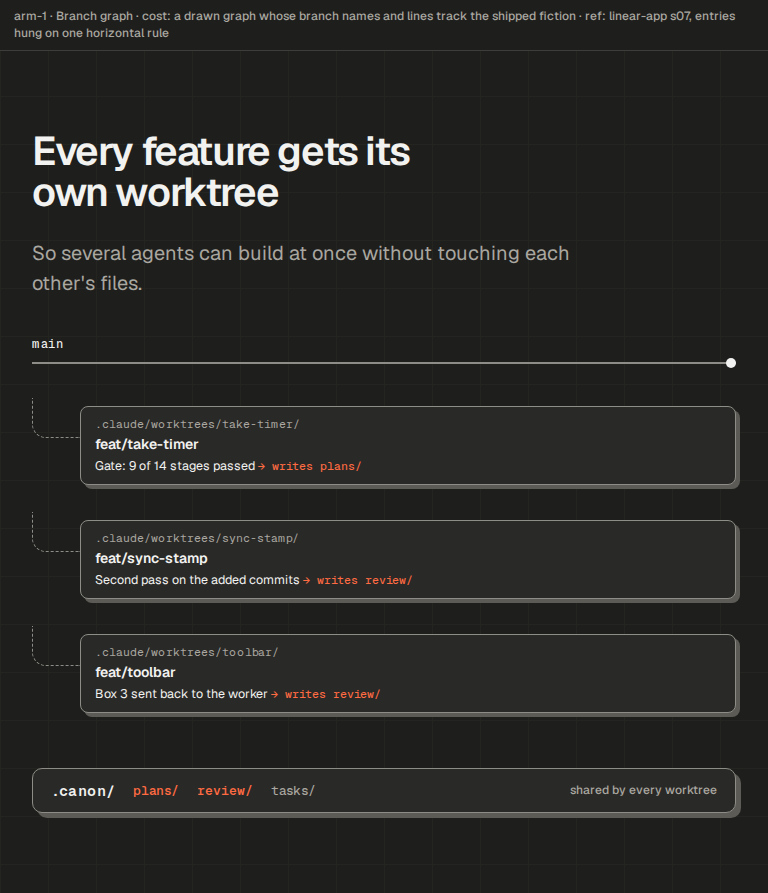 arm-1 · Branch graph · cost: a drawn graph whose branch names and lines track the shipped fiction · ref: linear-app s07, entries
hung on one horizontal rule
Every feature gets its
own worktree
So several agents can build at once without touching each
other's files.
main
.claude/worktrees/take-timer/
feat/take-timer
Gate: 9 of 14 stages passed → writes plans/
.claude/worktrees/sync-stamp/
feat/sync-stamp
Second pass on the added commits → writes review/
.claude/worktrees/toolbar/
feat/toolbar
Box 3 sent back to the worker → writes review/
.canon/ plans/ review/ tasks/ shared by every worktree